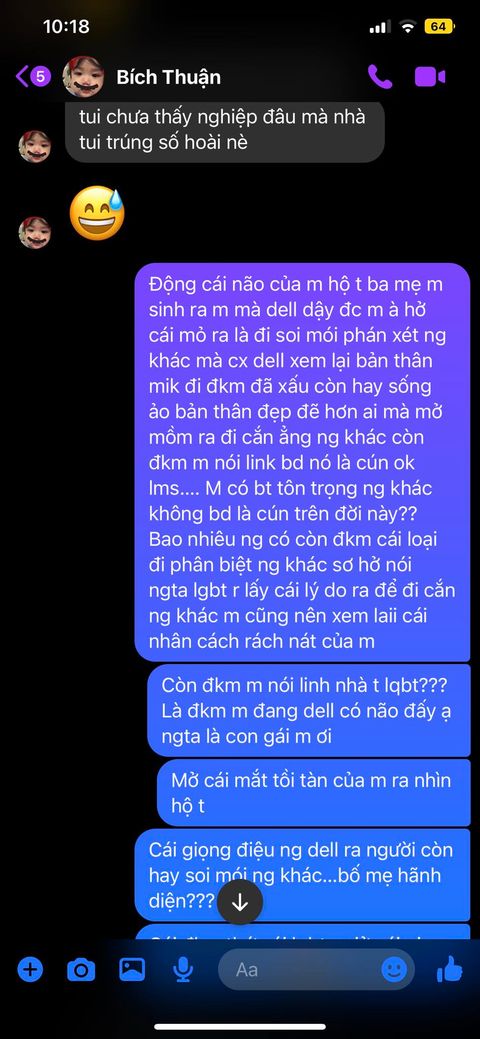 10:18
64
5
Bích Thuận
tui chưa thấy nghiệp đâu mà nhà
tui trúng số hoài nè
Động cái não của m hộ t ba mẹ m
sinh ra m mà dell dậy đc m à hở
cái mỏ ra là đi soi mói phán xét ng
khác mà cx dell xem lại bản thân
mik đi đkm đã xấu còn hay sống
ảo bản thân đẹp đẽ hơn ai mà mở
mồm ra đi cắn ẳng ng khác còn
đkm m nói link bd nó là cún ok
lms.... M có bt tôn trọng ng khác
không bd là cún trên đời này??
Bao nhiêu ng có còn đkm cái loại
đi phân biệt ng khác sơ hở nói
ngta lgbt r lấy cái lý do ra để đi cắn
ng khác m cũng nên xem laii cái
nhân cách rách nát của m
Còn đkm m nói linh nhà t lqbt???
Là đkm m đang dell có não đấy ạ
ngta là con gái m ơi
Mở cái mắt tồi tàn của m ra nhìn
hộ t
Cái giọng điệu ng dell ra người còn
hay soi mói ng khác...bố mẹ hãnh
diện???
Aa